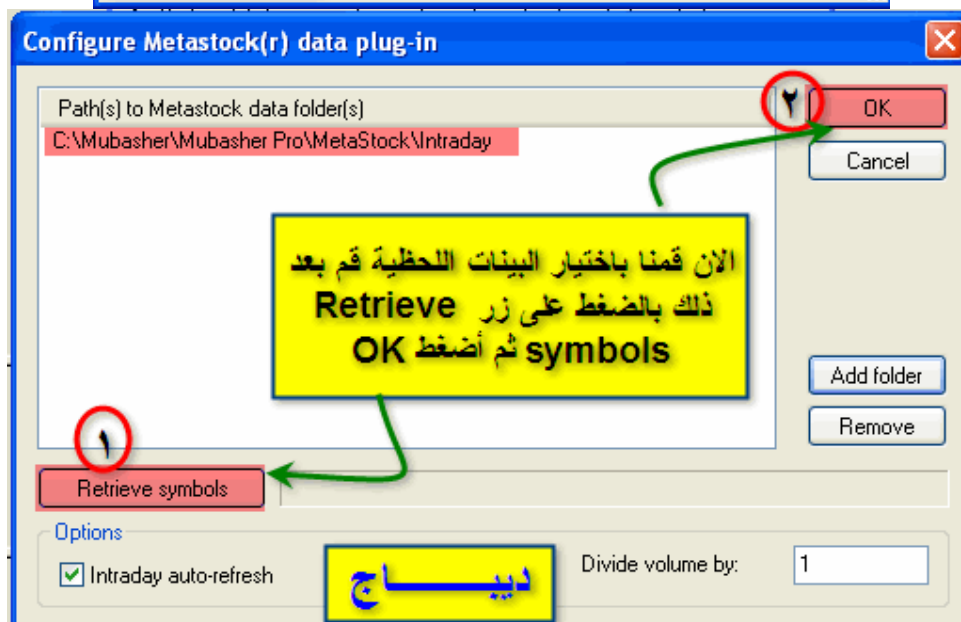 Configure Metastock(r) data plug-in
Path(s) to Metastock data folder(s)
C:\Mubasher\Mubasher Pro\MetaStock\Intraday
٢
OK
Cancel
الان قمنا باختيار البينات اللحظية قم بعد
ذلك بالضغط على زر Retrieve
symbols ثم أضغط OK
Add folder
Remove
١
Retrieve symbols
Options
Intraday auto-refresh
ديبـــــاج
Divide volume by:
1